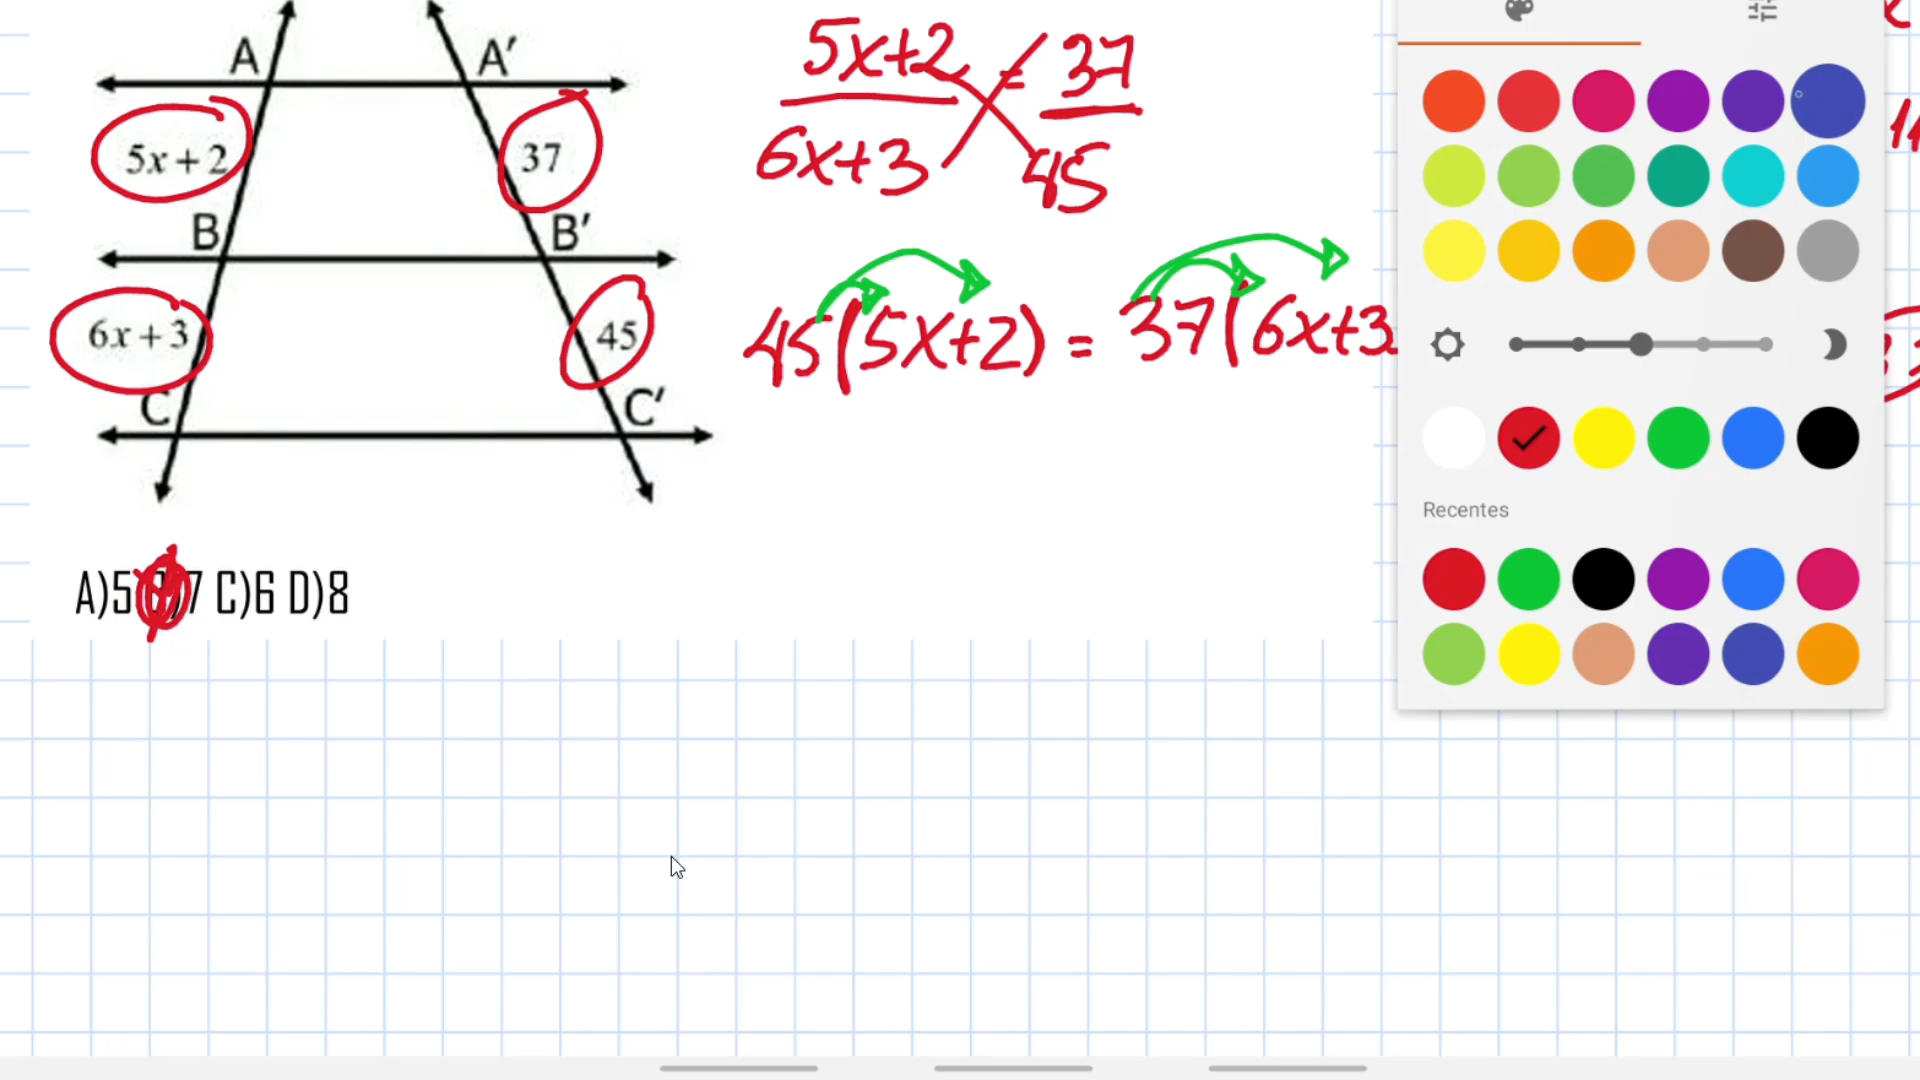 A A'
5x+2 37
B B'
6x+3 45
C C'
5x+2 = 37
6x+3 45
45(5x+2) = 37(6x+3
A)5 7 C)6 D)8
Recentes